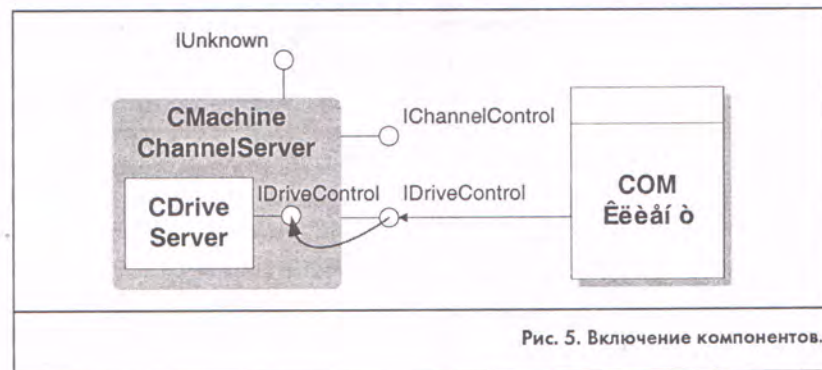 IUnknown
CMachine
ChannelServer
IChannelControl
CDrive
Server
IDriveControl
IDriveControl
COM
Êëèåí ò
Рис. 5. Включение компонентов.